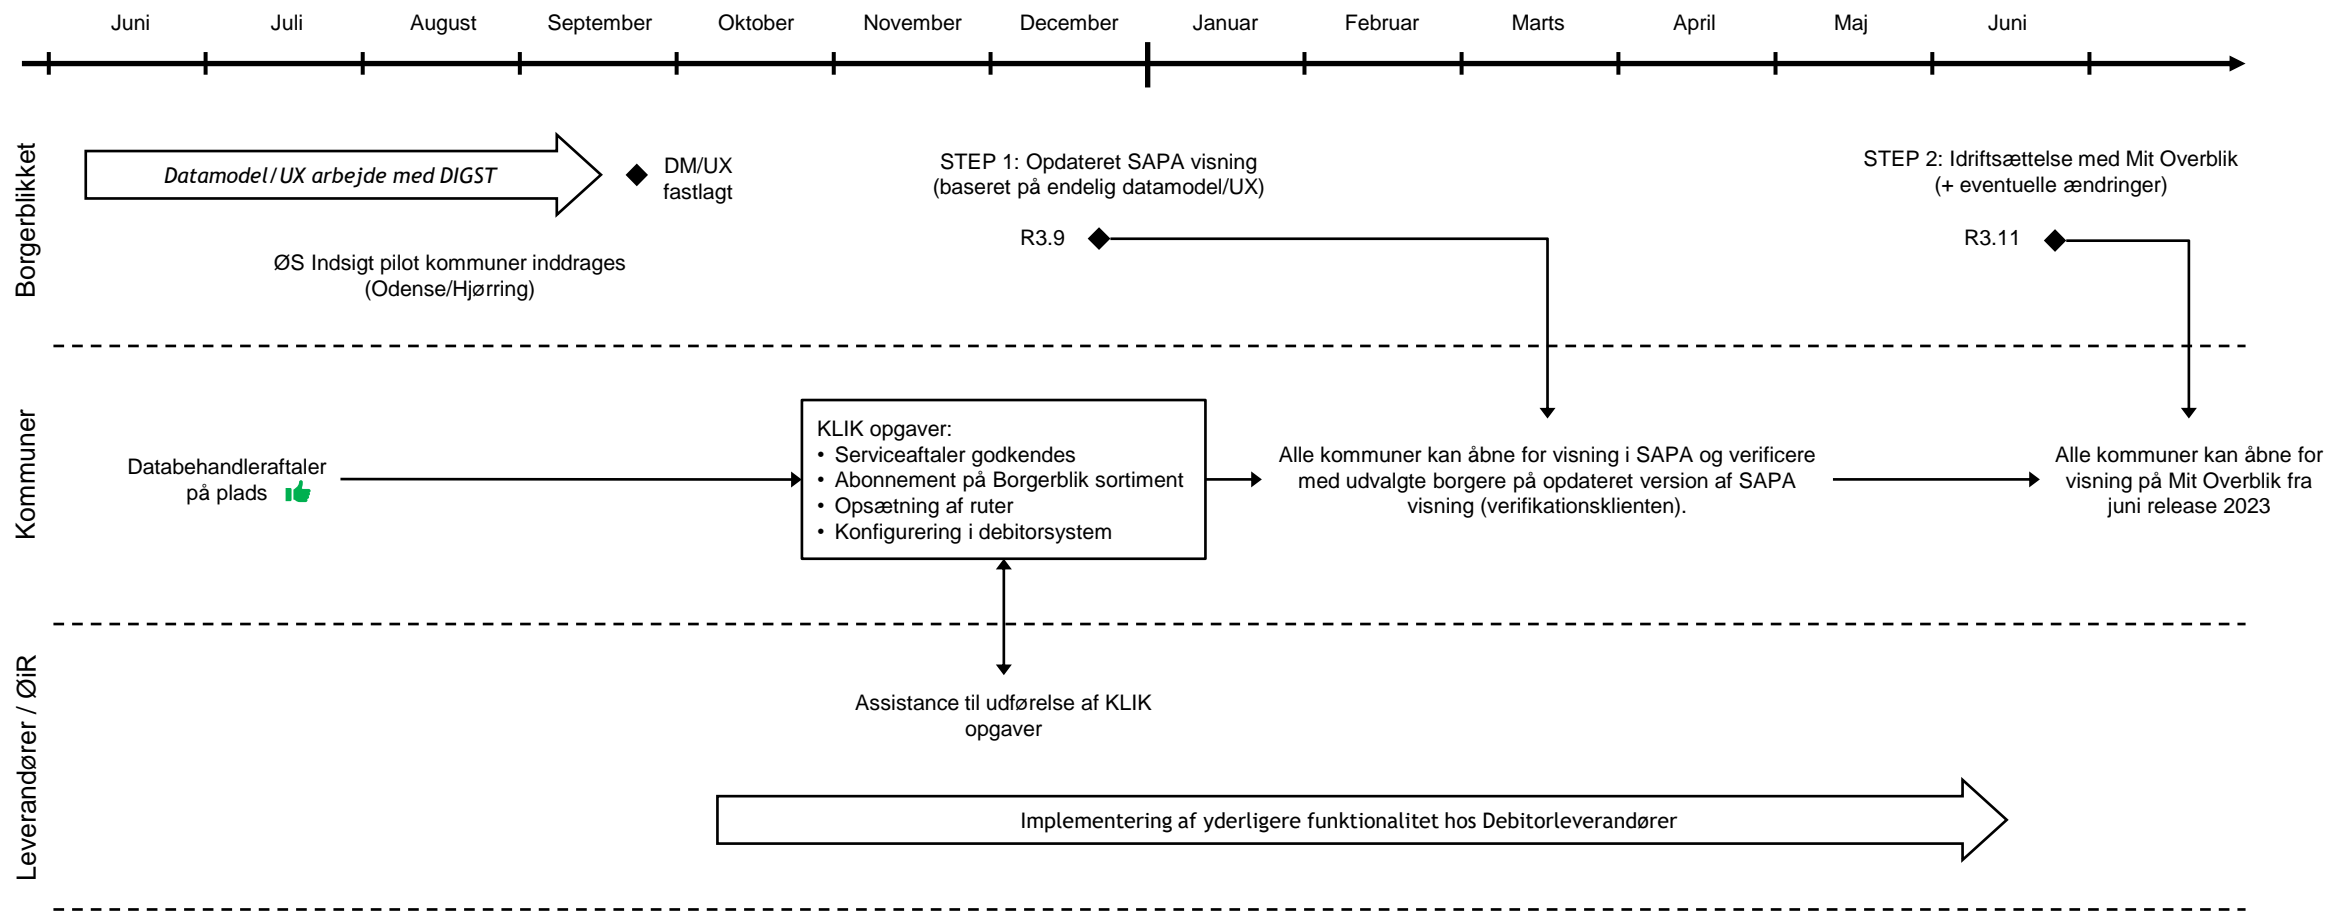 Juni
Juli
August
September
Oktober
November
December
Januar
Februar
Marts
April
Maj
Juni
Borgerblikket
Datamodel/UX arbejde med DIGST
DM/UX
fastlagt
ØS Indsigt pilot kommuner inddrages
(Odense/Hjørring)
STEP 1: Opdateret SAPA visning
(baseret på endelig datamodel/UX)
R3.9
STEP 2: Idriftsættelse med Mit Overblik
(+ eventuelle ændringer)
R3.11
Kommuner
Databehandleraftaler
på plads
KLIK opgaver:
• Serviceaftaler godkendes
• Abonnement på Borgerblik sortiment
• Opsætning af ruter
• Konfigurering i debitorsystem
Alle kommuner kan åbne for visning i SAPA og verificere
med udvalgte borgere på opdateret version af SAPA
visning (verifikationsklienten).
Alle kommuner kan åbne for
visning på Mit Overblik fra
juni release 2023
Leverandører / ØiR
Assistance til udførelse af KLIK
opgaver
Implementering af yderligere funktionalitet hos Debitorleverandører